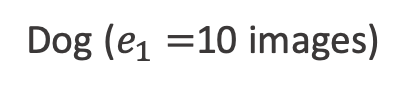 Dog (𝑒₁ =10 images)